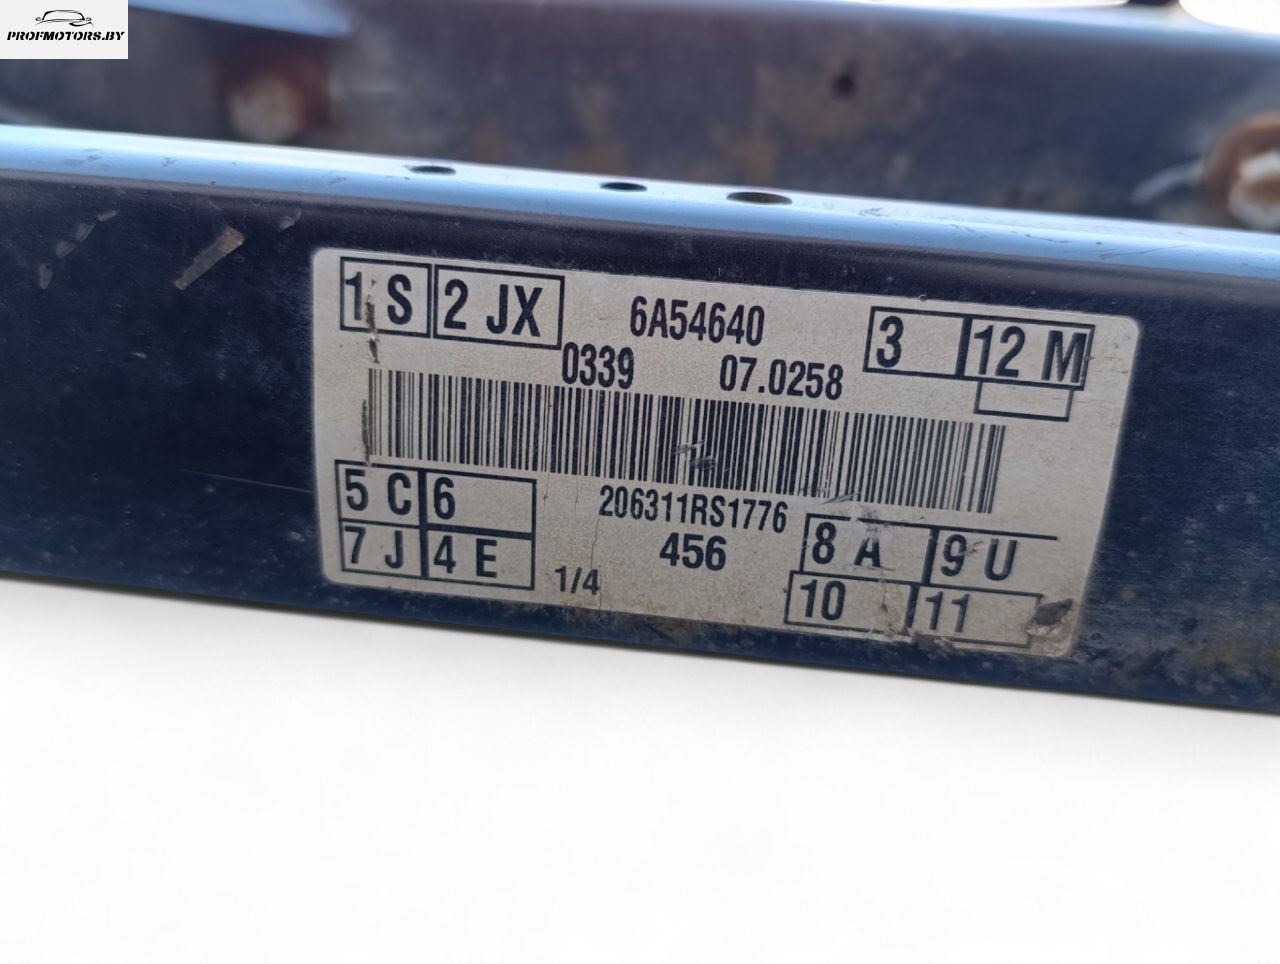 PROFMOTORS.BY
1 S 2 JX 6A54640 3 12 M
0339 07.0258
5 C 6 206311RS1776
7 J 4 E 1/4 456 8 A 9 U
10 11